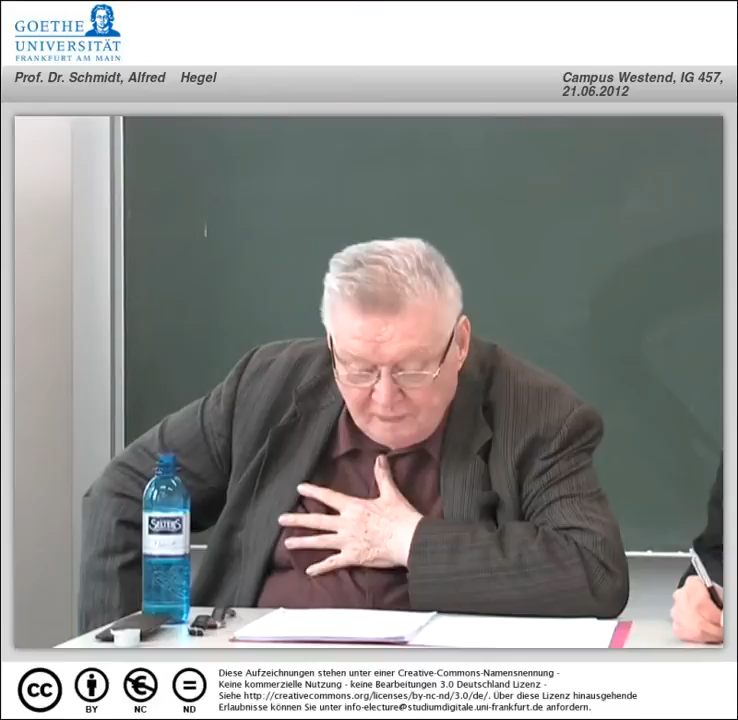 GOETHE
UNIVERSITÄT
FRANKFURT AM MAIN
Prof. Dr. Schmidt, Alfred Hegel
Campus Westend, IG 457,
21.06.2012
SELTERS
cc
BY NC ND
Diese Aufzeichnungen stehen unter einer Creative-Commons-Namensnennung -
Keine kommerzielle Nutzung - keine Bearbeitungen 3.0 Deutschland Lizenz -
Siehe http://creativecommons.org/licenses/by-nc-nd/3.0/de/. Über diese Lizenz hinausgehende
Erlaubnisse können Sie unter info-electure@studiumdigitale.uni-frankfurt.de anfordern.